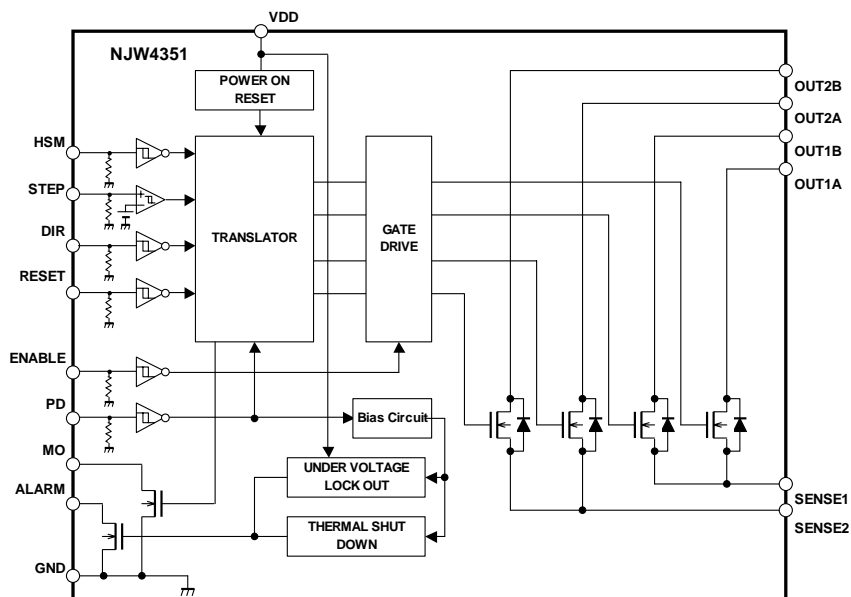 VDD
NJW4351
POWER ON
RESET
OUT2B
OUT2A
OUT1B
OUT1A
HSM
STEP
DIR
RESET
TRANSLATOR
GATE
DRIVE
ENABLE
PD
Bias Circuit
MO
UNDER VOLTAGE
LOCK OUT
ALARM
THERMAL SHUT
DOWN
SENSE1
SENSE2
GND